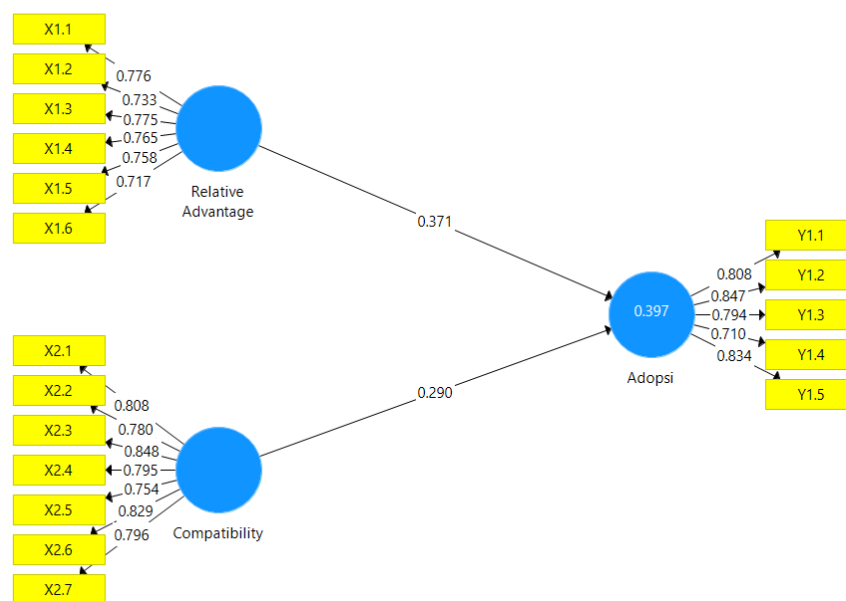 X1.1
X1.2
X1.3
X1.4
X1.5
X1.6
0.776
0.733
0.775
0.765
0.758
0.717
Relative
Advantage
0.371
X2.1
X2.2
X2.3
X2.4
X2.5
X2.6
X2.7
0.808
0.780
0.848
0.795
0.754
0.829
0.796
Compatibility
0.290
0.397
Adopsi
0.808
0.847
0.794
0.710
0.834
Y1.1
Y1.2
Y1.3
Y1.4
Y1.5